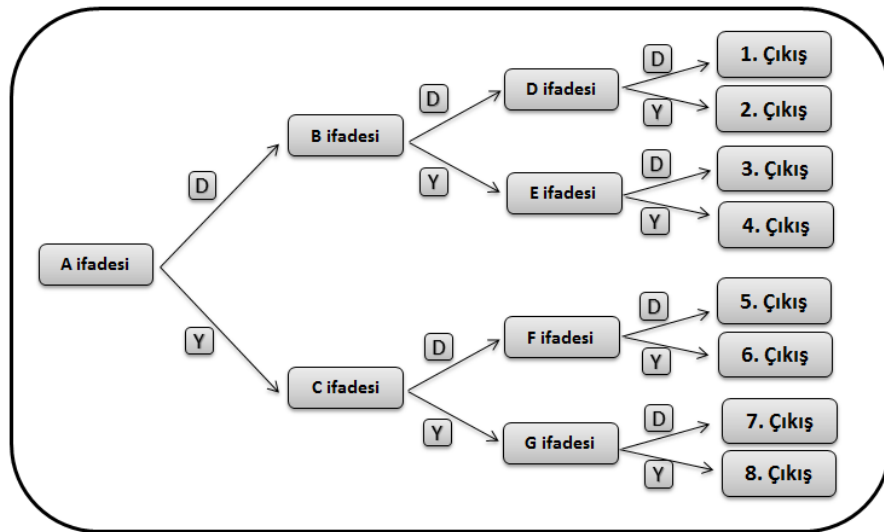 D
1. Çıkış
D
D ifadesi
Y
2. Çıkış
B ifadesi
D
D
3. Çıkış
Y
E ifadesi
Y
4. Çıkış
A ifadesi
Y
D
5. Çıkış
D
F ifadesi
Y
6. Çıkış
C ifadesi
Y
D
7. Çıkış
G ifadesi
Y
8. Çıkış
D